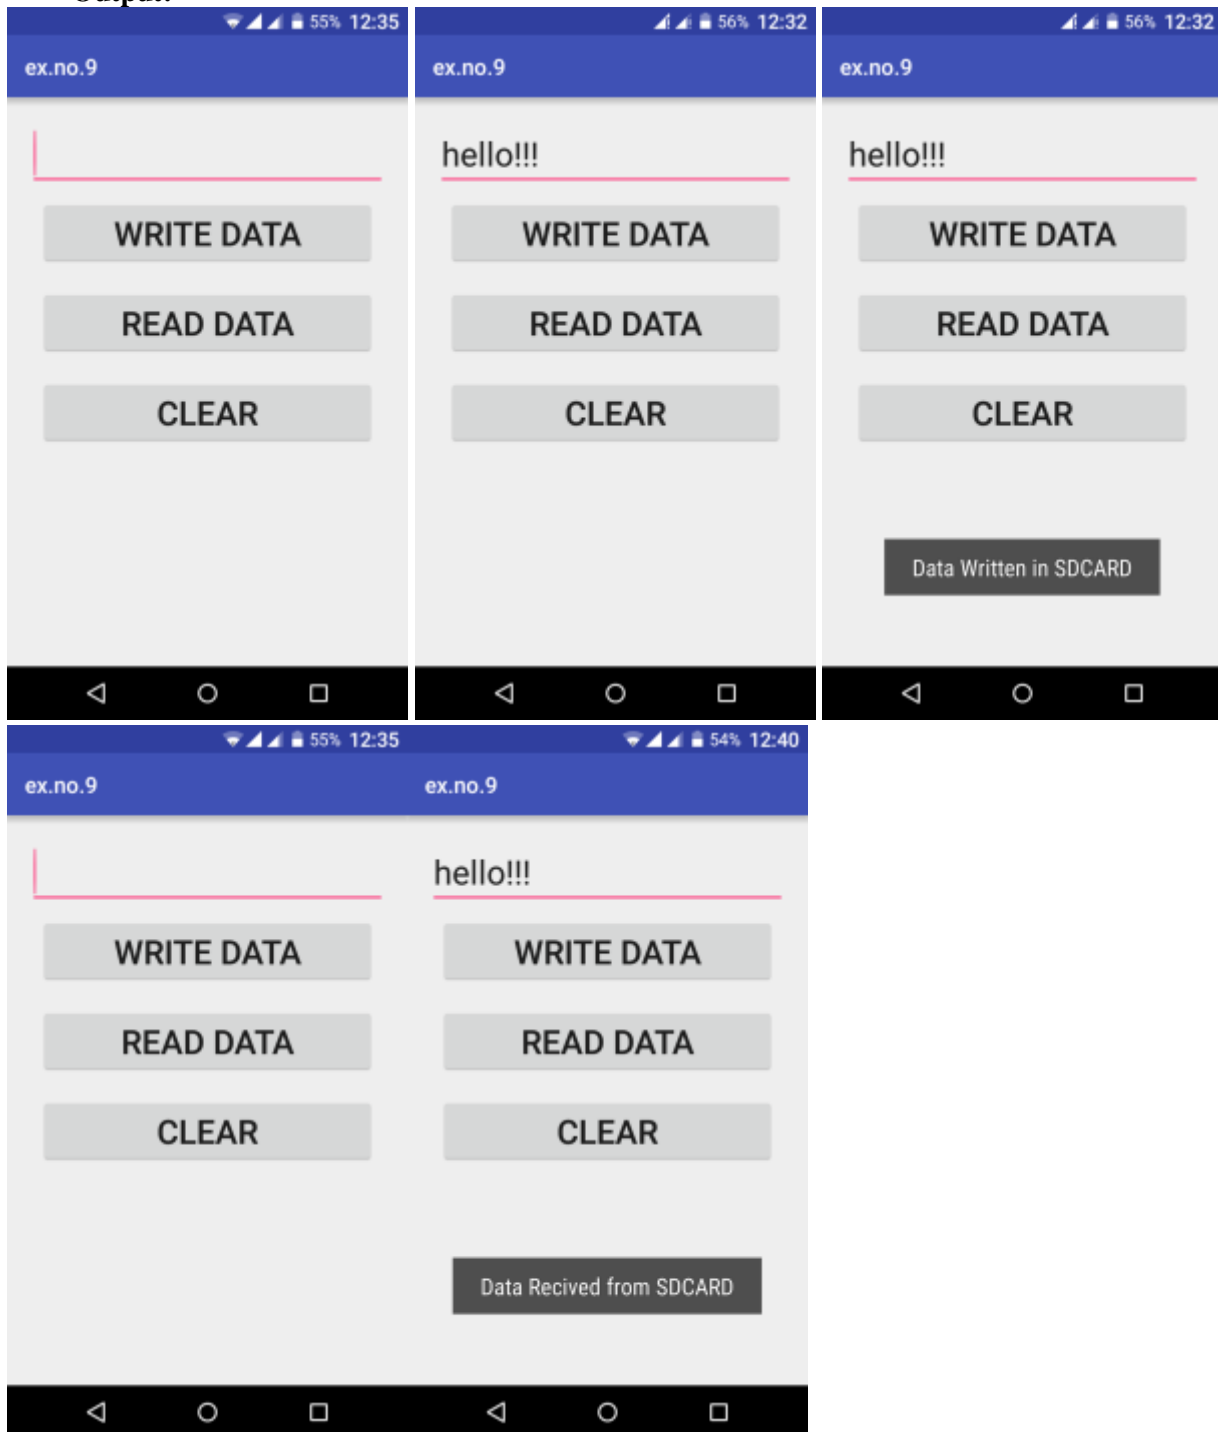 Output:
55% 12:35
ex.no.9
WRITE DATA
READ DATA
CLEAR
56% 12:32
ex.no.9
hello!!!
WRITE DATA
READ DATA
CLEAR
56% 12:32
ex.no.9
hello!!!
WRITE DATA
READ DATA
CLEAR
Data Written in SDCARD
55% 12:35
ex.no.9
WRITE DATA
READ DATA
CLEAR
54% 12:40
ex.no.9
hello!!!
WRITE DATA
READ DATA
CLEAR
Data Recived from SDCARD